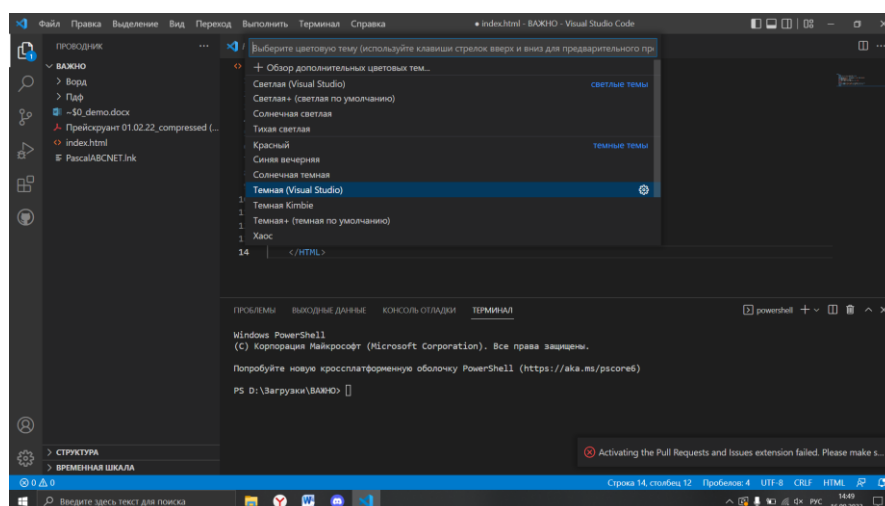 Файл Правка Выделение Вид Переход Выполнить Терминал Справка
● index.html - ВАЖНО - Visual Studio Code
ПРОВОДНИК
ВАЖНО
Ворд
Пдф
~$0_demo.docx
Прейскруант 01.02.22_compressed (...
index.html
PascalABCNET.lnk
Выберите цветовую тему (используйте клавиши стрелок вверх и вниз для предварительного про
Обзор дополнительных цветовых тем...
Светлая (Visual Studio) светлые темы
Светлая+ (светлая по умолчанию)
Солнечная светлая
Тихая светлая
Красный темные темы
Синяя вечерняя
Солнечная темная
Темная (Visual Studio)
Темная Kimbie
Темная+ (темная по умолчанию)
Хаос
14 </HTML>
ПРОБЛЕМЫ ВЫХОДНЫЕ ДАННЫЕ КОНСОЛЬ ОТЛАДКИ ТЕРМИНАЛ
powershell
Windows PowerShell
(C) Корпорация Майкрософт (Microsoft Corporation). Все права защищены.
Попробуйте новую кроссплатформенную оболочку PowerShell (https://aka.ms/pscore6)
PS D:\Загрузки\ВАЖНО>
СТРУКТУРА
ВРЕМЕННАЯ ШКАЛА
Activating the Pull Requests and Issues extension failed. Please make s...
0 0
Строка 14, столбец 12 Пробелов: 4 UTF-8 CRLF HTML
Введите здесь текст для поиска
РУС
14:49